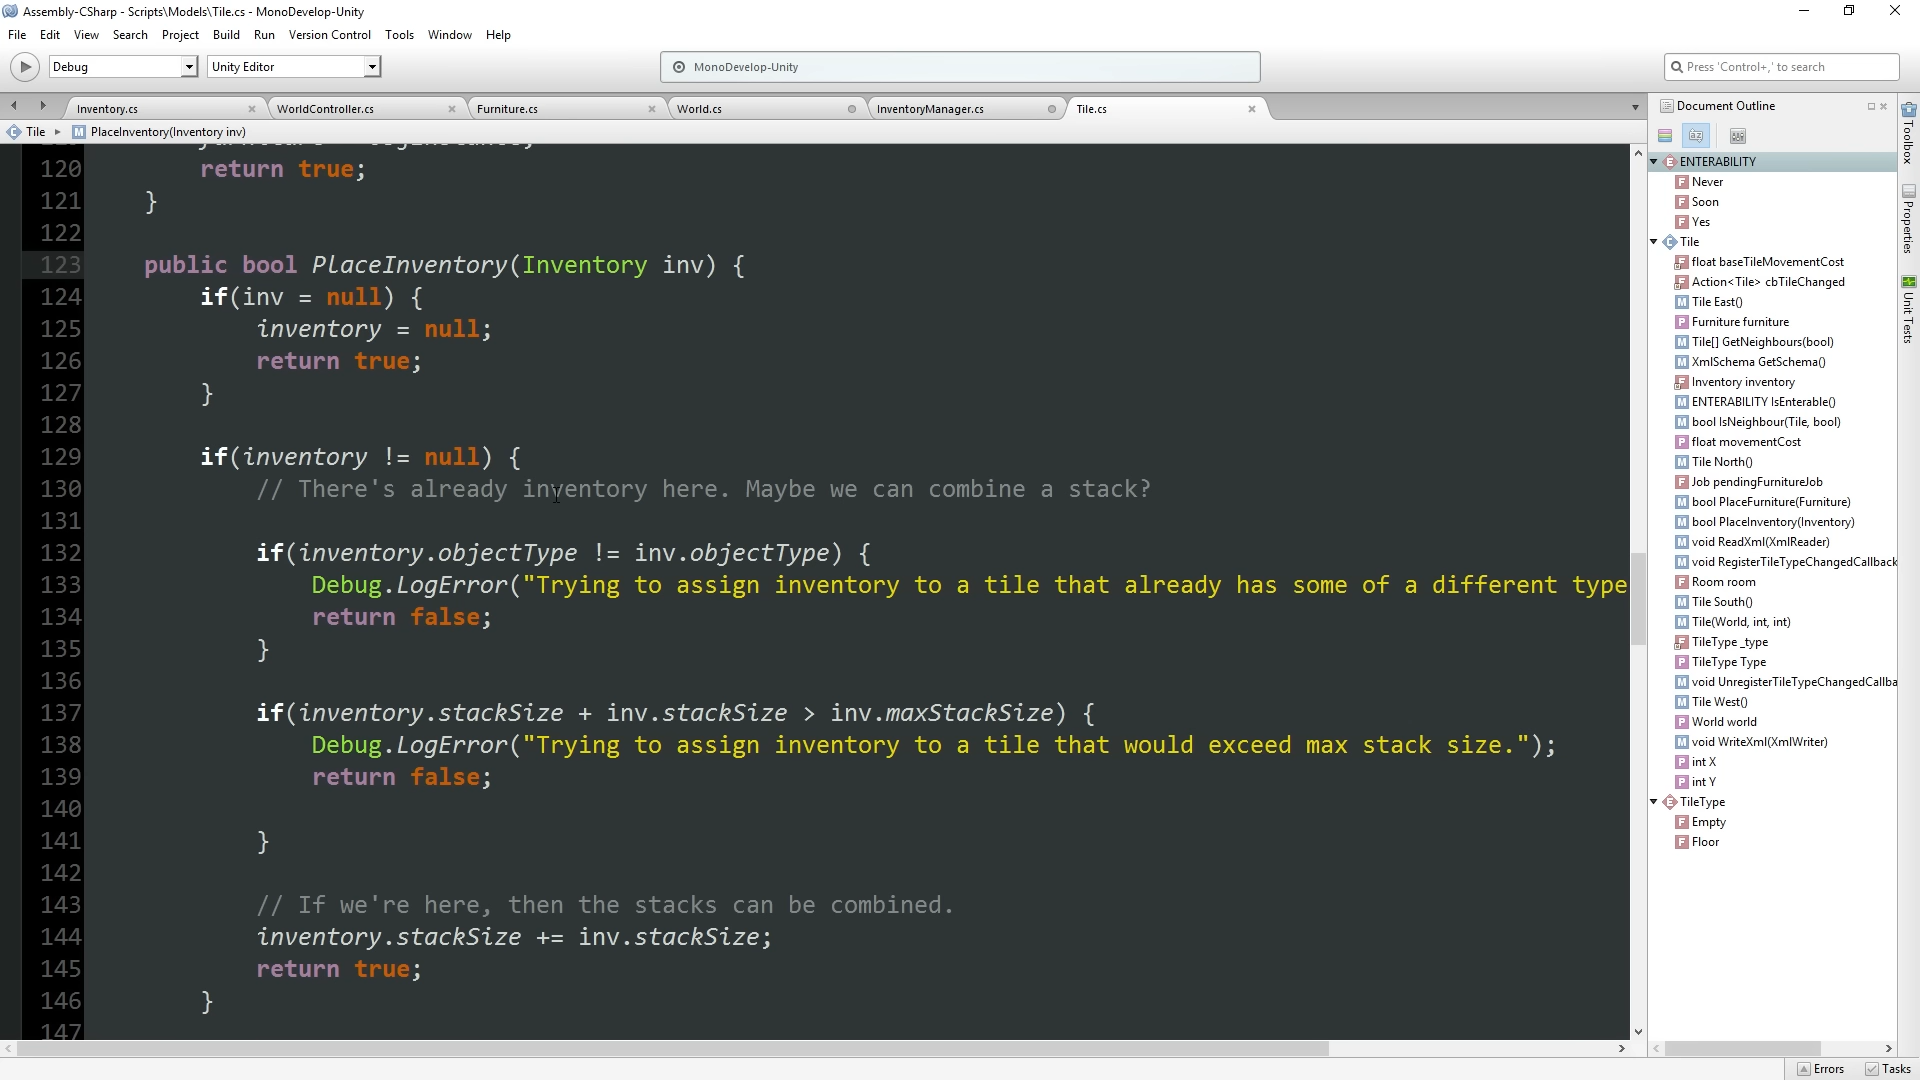 Assembly-CSharp - Scripts\Models\Tile.cs - MonoDevelop-Unity
File Edit View Search Project Build Run Version Control Tools Window Help
Debug Unity Editor MonoDevelop-Unity Press 'Control+,' to search
Inventory.cs WorldController.cs Furniture.cs World.cs InventoryManager.cs Tile.cs
Tile PlaceInventory(Inventory inv)
120 return true;
121 }
122
123 public bool PlaceInventory(Inventory inv) {
124 if(inv = null) {
125 inventory = null;
126 return true;
127 }
128
129 if(inventory != null) {
130 // There's already inventory here. Maybe we can combine a stack?
131
132 if(inventory.objectType != inv.objectType) {
133 Debug.LogError("Trying to assign inventory to a tile that already has some of a different type
134 return false;
135 }
136
137 if(inventory.stackSize + inv.stackSize > inv.maxStackSize) {
138 Debug.LogError("Trying to assign inventory to a tile that would exceed max stack size.");
139 return false;
140
141 }
142
143 // If we're here, then the stacks can be combined.
144 inventory.stackSize += inv.stackSize;
145 return true;
146 }
147
Document Outline
ENTERABILITY
Never
Soon
Yes
Tile
float baseTileMovementCost
Action<Tile> cbTileChanged
Tile East()
Furniture furniture
Tile[] GetNeighbours(bool)
XmlSchema GetSchema()
Inventory inventory
ENTERABILITY IsEnterable()
bool IsNeighbour(Tile, bool)
float movementCost
Tile North()
Job pendingFurnitureJob
bool PlaceFurniture(Furniture)
bool PlaceInventory(Inventory)
void ReadXml(XmlReader)
void RegisterTileTypeChangedCallback
Room room
Tile South()
Tile(World, int, int)
TileType _type
TileType Type
void UnregisterTileTypeChangedCallba
Tile West()
World world
void WriteXml(XmlWriter)
int X
int Y
TileType
Empty
Floor
Toolbox
Properties
Unit Tests
Errors Tasks